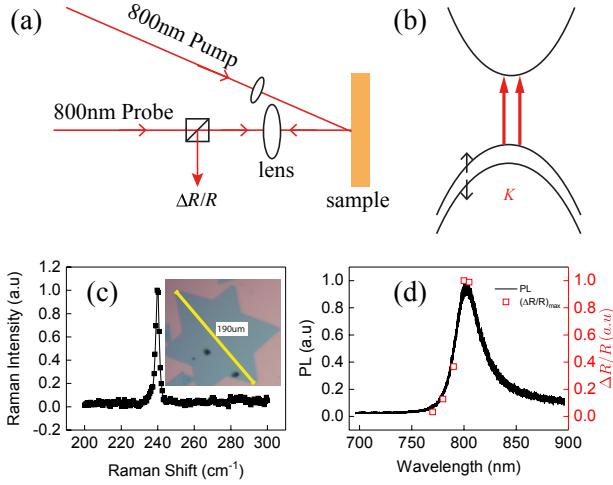 (a)
800nm Pump
800nm Probe
lens
ΔR/R
sample
(b)
K
(c)
Raman Intensity (a.u)
1.2
1.0
0.8
0.6
0.4
0.2
0.0
-0.2
200 220 240 260 280 300
Raman Shift (cm⁻¹)
190um
(d)
PL (a.u)
1.0
0.8
0.6
0.4
0.2
0.0
700 750 800 850 900
Wavelength (nm)
PL
(ΔR/R)max
1.0
0.8
0.6
0.4
0.2
0.0
ΔR/R (a.u)